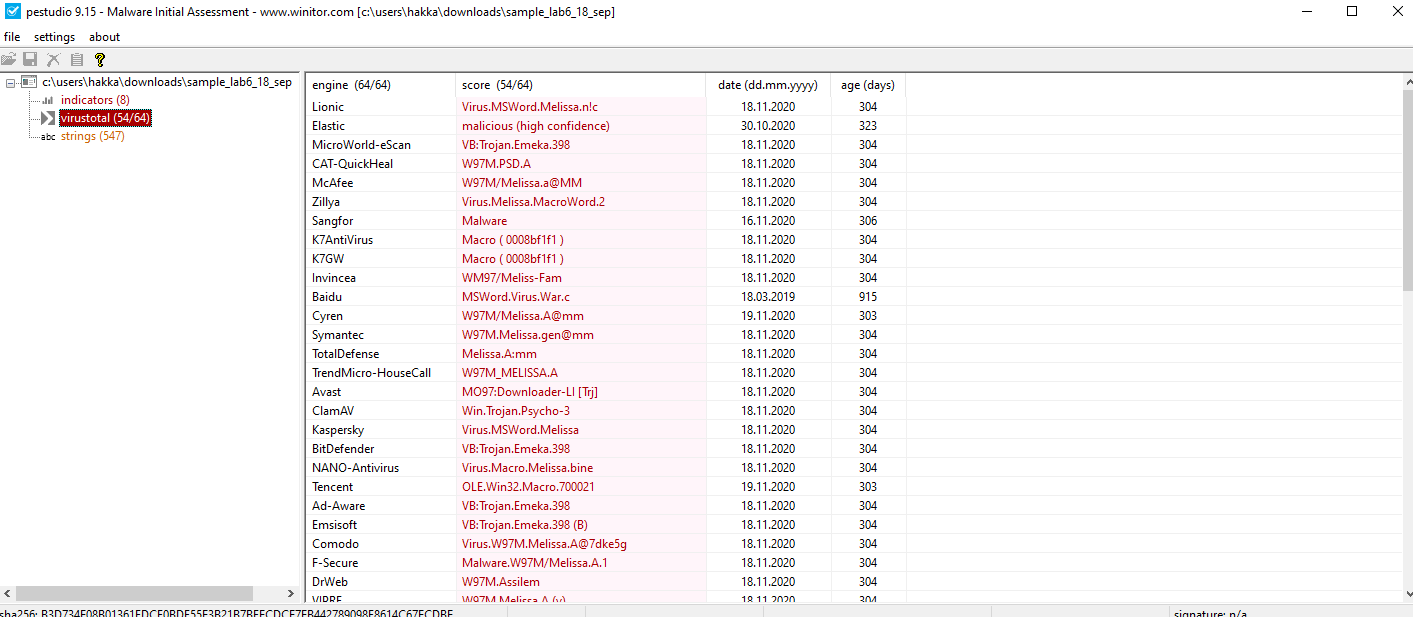 pestudio 9.15 - Malware Initial Assessment - www.winitor.com [c:\users\hakka\downloads\sample_lab6_18_sep]
file settings about
c:\users\hakka\downloads\sample_lab6_18_sep
indicators (8)
virustotal (54/64)
abc strings (547)
engine (64/64) score (54/64) date (dd.mm.yyyy) age (days)
Lionic Virus.MSWord.Melissa.n!c 18.11.2020 304
Elastic malicious (high confidence) 30.10.2020 323
MicroWorld-eScan VB:Trojan.Emeka.398 18.11.2020 304
CAT-QuickHeal W97M.PSD.A 18.11.2020 304
McAfee W97M/Melissa.a@MM 18.11.2020 304
Zillya Virus.Melissa.MacroWord.2 18.11.2020 304
Sangfor Malware 16.11.2020 306
K7AntiVirus Macro ( 0008bf1f1 ) 18.11.2020 304
K7GW Macro ( 0008bf1f1 ) 18.11.2020 304
Invincea WM97/Meliss-Fam 18.11.2020 304
Baidu MSWord.Virus.War.c 18.03.2019 915
Cyren W97M/Melissa.A@mm 19.11.2020 303
Symantec W97M.Melissa.gen@mm 18.11.2020 304
TotalDefense Melissa.A:mm 18.11.2020 304
TrendMicro-HouseCall W97M_MELISSA.A 18.11.2020 304
Avast MO97:Downloader-LI [Trj] 18.11.2020 304
ClamAV Win.Trojan.Psycho-3 18.11.2020 304
Kaspersky Virus.MSWord.Melissa 18.11.2020 304
BitDefender VB:Trojan.Emeka.398 18.11.2020 304
NANO-Antivirus Virus.Macro.Melissa.bine 18.11.2020 304
Tencent OLE.Win32.Macro.700021 19.11.2020 303
Ad-Aware VB:Trojan.Emeka.398 18.11.2020 304
Emsisoft VB:Trojan.Emeka.398 (B) 18.11.2020 304
Comodo Virus.W97M.Melissa.A@7dke5g 18.11.2020 304
F-Secure Malware.W97M/Melissa.A.1 18.11.2020 304
DrWeb W97M.Assilem 18.11.2020 304
VIPRE W97M.Melissa.A (v) 18.11.2020 304
sha256: signature: n/a